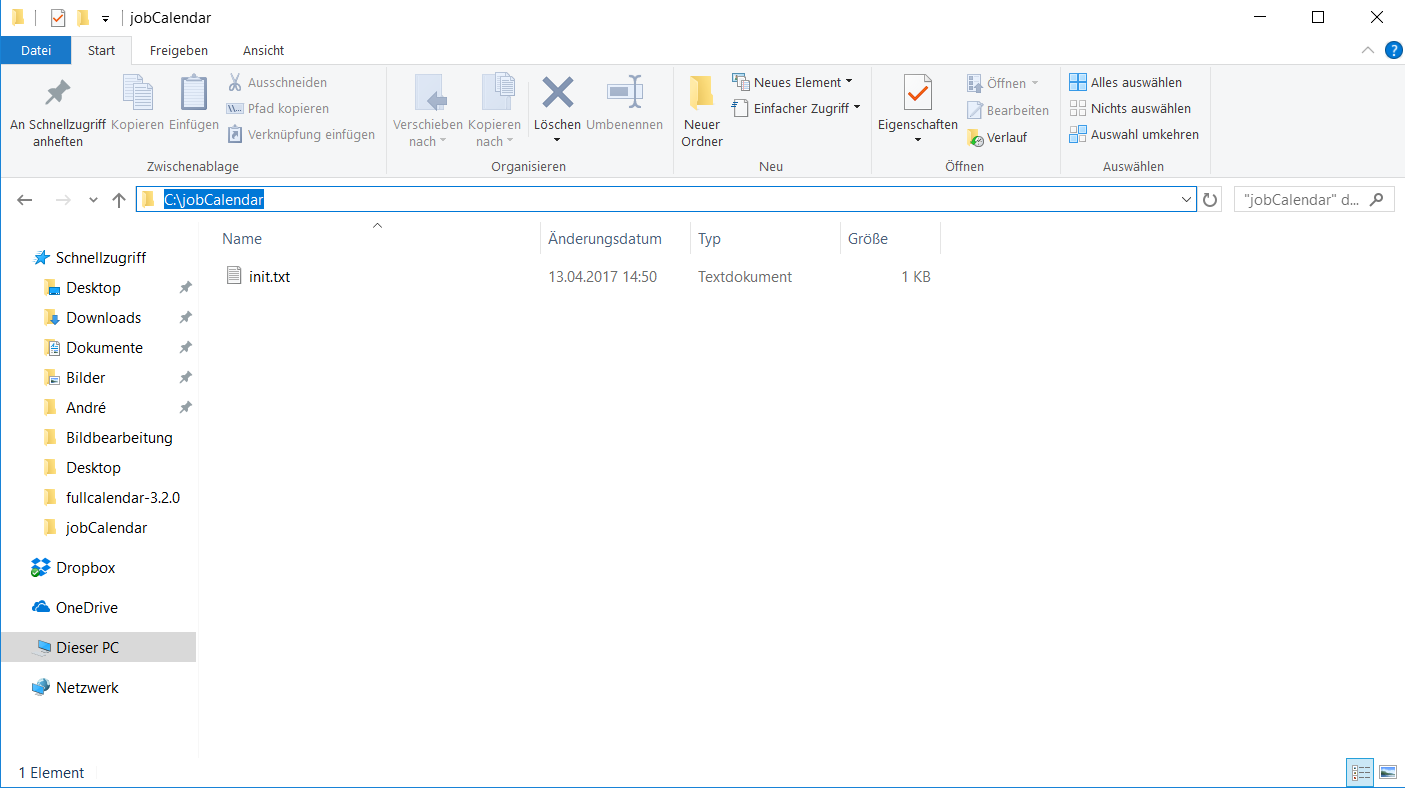 jobCalendar
Datei Start Freigeben Ansicht
An Schnellzugriff anheften
Kopieren
Einfügen
Ausschneiden
Pfad kopieren
Verknüpfung einfügen
Zwischenablage
Verschieben nach
Kopieren nach
Löschen
Umbenennen
Organisieren
Neuer Ordner
Neues Element
Einfacher Zugriff
Neu
Eigenschaften
Öffnen
Bearbeiten
Verlauf
Öffnen
Alles auswählen
Nichts auswählen
Auswahl umkehren
Auswählen
C:\jobCalendar
"jobCalendar" d...
Name Änderungsdatum Typ Größe
init.txt 13.04.2017 14:50 Textdokument 1 KB
Schnellzugriff
Desktop
Downloads
Dokumente
Bilder
André
Bildbearbeitung
Desktop
fullcalendar-3.2.0
jobCalendar
Dropbox
OneDrive
Dieser PC
Netzwerk
1 Element